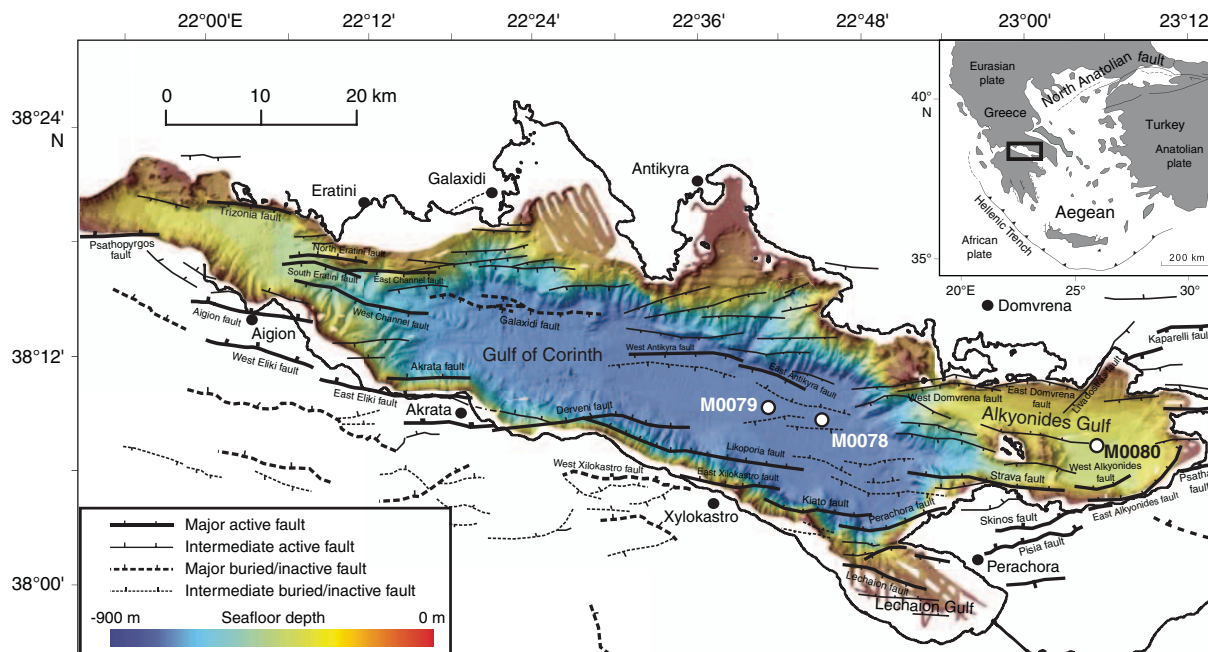 22°00'E 22°12' 22°24' 22°36' 22°48' 23°00' 23°12'
38°24'
N
38°12'
38°00'
0 10 20 km
Eratini
Galaxidi
Antikyra
Trizonia fault
Psathopyrgos
fault
North Eratini fault
South Eratini fault
East Channel fault
West Channel fault
Galaxidi fault
Aigion fault
Aigion
West Eliki fault
East Eliki fault
Akrata fault
Akrata
Gulf of Corinth
West Antikyra fault
East Antikyra fault
Derveni fault
Likoporia fault
M0079
M0078
West Xilokastro fault
East Xilokastro fault
Xylokastro
Kiato fault
Perachora fault
Lechaion fault
Lechaion Gulf
Domvrena
Kaparelli fault
West Domvrena
fault
East Domvrena
fault
Livadostras fault
Alkyonides Gulf
M0080
West Alkyonides
fault
Strava fault
Psatha
fault
Skinos fault
East Alkyonides fault
Pisia fault
Perachora
Eurasian
plate
North Anatolian fault
40°
N
Greece
Turkey
Anatolian
plate
Aegean
Hellenic Trench
African
plate
35°
200 km
20° 25° 30°
Major active fault
Intermediate active fault
Major buried/inactive fault
Intermediate buried/inactive fault
-900 m Seafloor depth 0 m